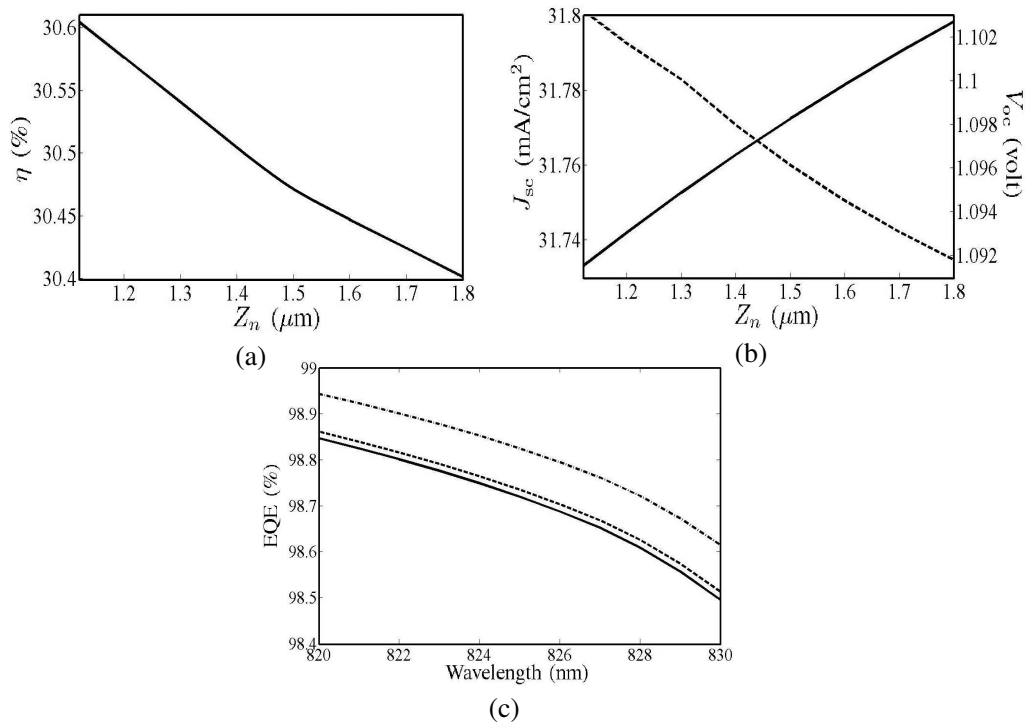 30.6
30.55
30.5
30.45
30.4
η (%)
1.2 1.3 1.4 1.5 1.6 1.7 1.8
Z_n (μm)
(a)
31.8
31.78
31.76
31.74
J_sc (mA/cm²)
1.102
1.1
1.098
1.096
1.094
1.092
V_oc (volt)
1.2 1.3 1.4 1.5 1.6 1.7 1.8
Z_n (μm)
(b)
99
98.9
98.8
98.7
98.6
98.5
98.4
EQE (%)
820 822 824 826 828 830
Wavelength (nm)
(c)